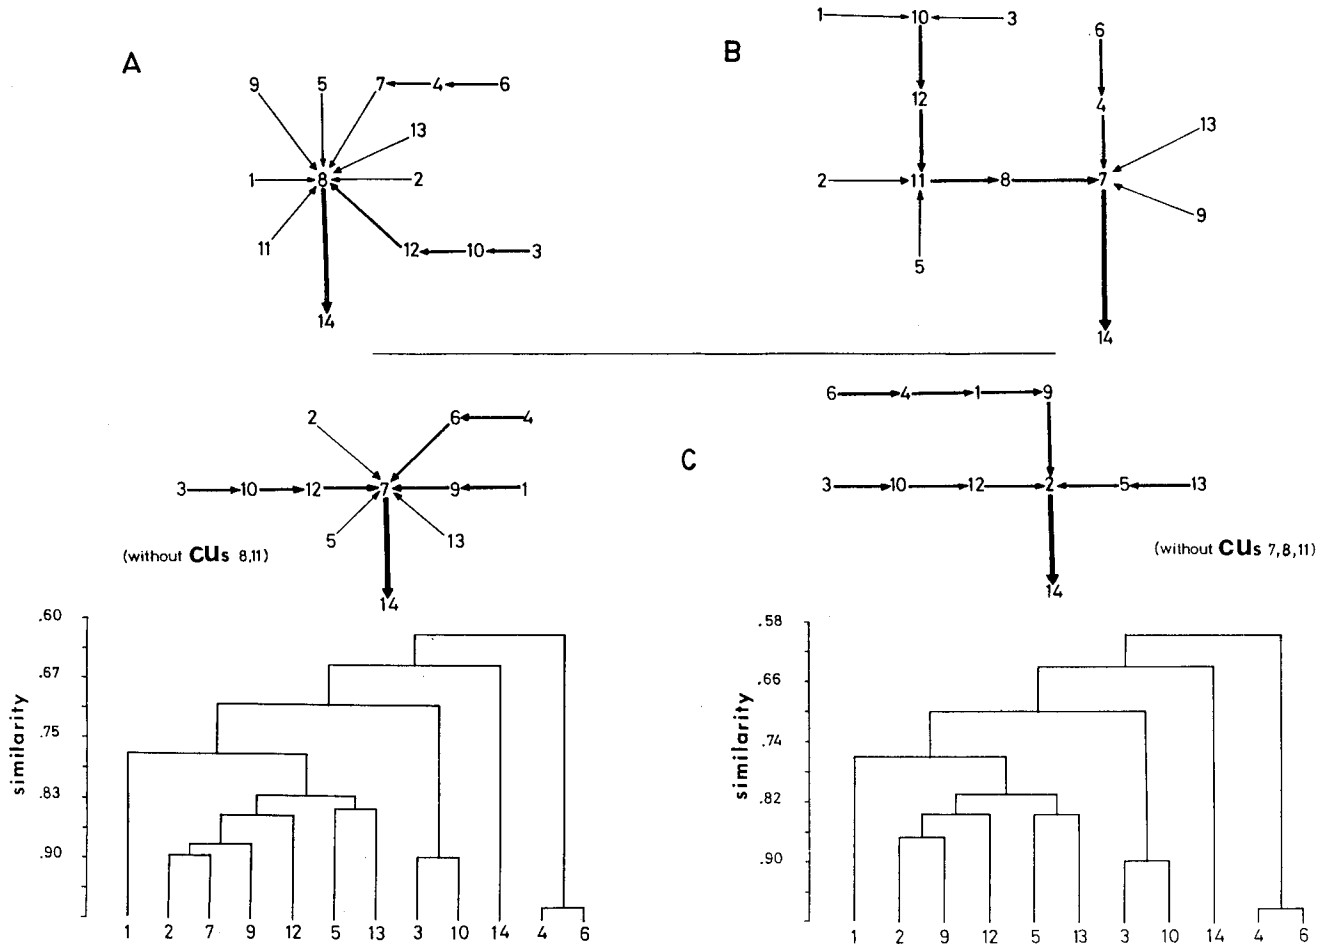 A
9 5 7 4 6
13
1 8 2
11 12 10 3
14
B
1 10 3
6
12 4
13
2 11 8 7
9
5
14
2 6 4
3 10 12 7 9 1
5 13
(without CUs 8,11)
14
C
6 4 1 9
3 10 12 2 5 13
(without CUs 7,8,11)
14
similarity
.60
.67
.75
.83
.90
1 2 7 9 12 5 13 3 10 14 4 6
similarity
.58
.66
.74
.82
.90
1 2 9 12 5 13 3 10 14 4 6